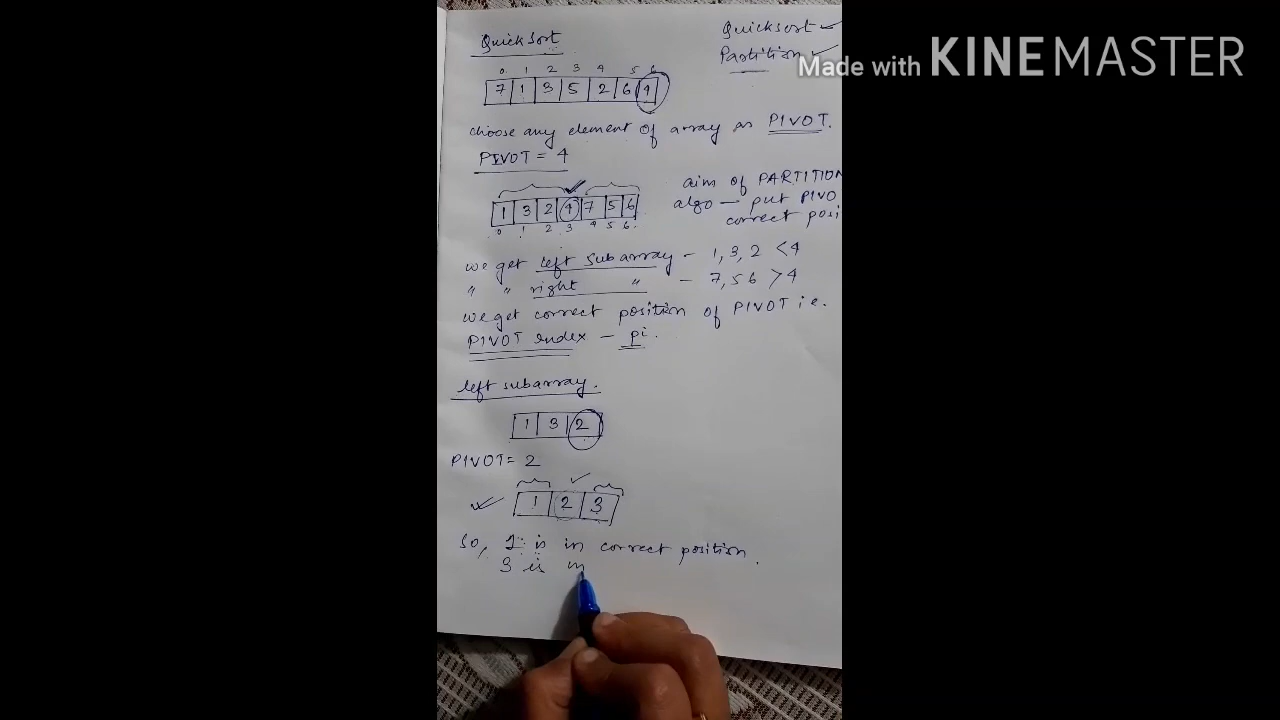 Quicksort
Quicksort
Partition
Made with KINEMASTER
0 1 2 3 4 5 6
7 1 3 5 2 6 4
choose any element of array as PIVOT.
PIVOT = 4
1 3 2 4 7 5 6
0 1 2 3 4 5 6
aim of PARTITION
algo — put PIVO
correct posi
we get left subarray – 1, 3, 2 < 4
" " right " – 7, 5 6 > 4
we get correct position of PIVOT i.e.
PIVOT index – pi.
left subarray.
1 3 2
PIVOT = 2
1 2 3
So, 1 is in correct position.
3 is in